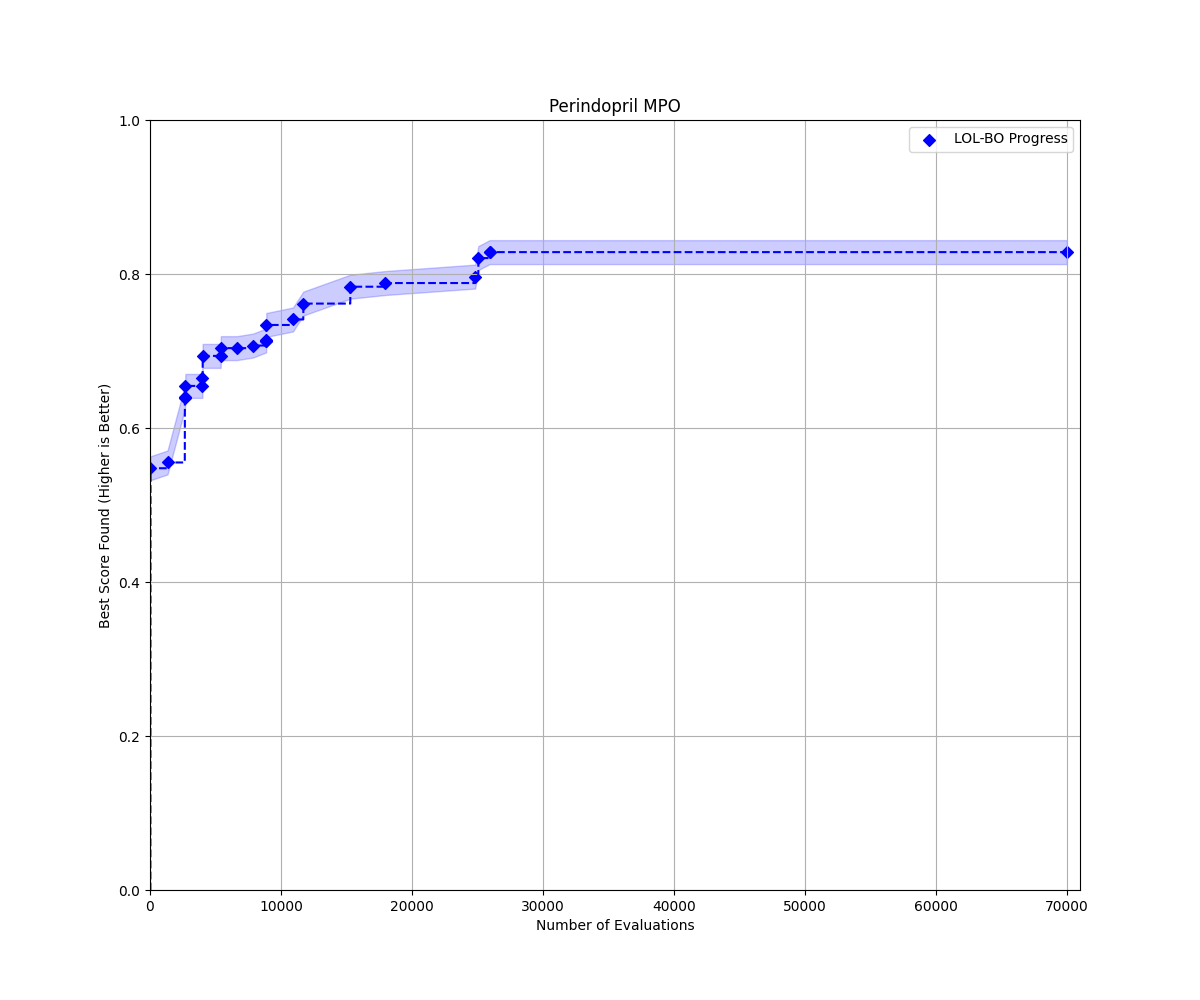 Perindopril MPO
LOL-BO Progress
Best Score Found (Higher is Better)
1.0
0.8
0.6
0.4
0.2
0.0
0 10000 20000 30000 40000 50000 60000 70000
Number of Evaluations